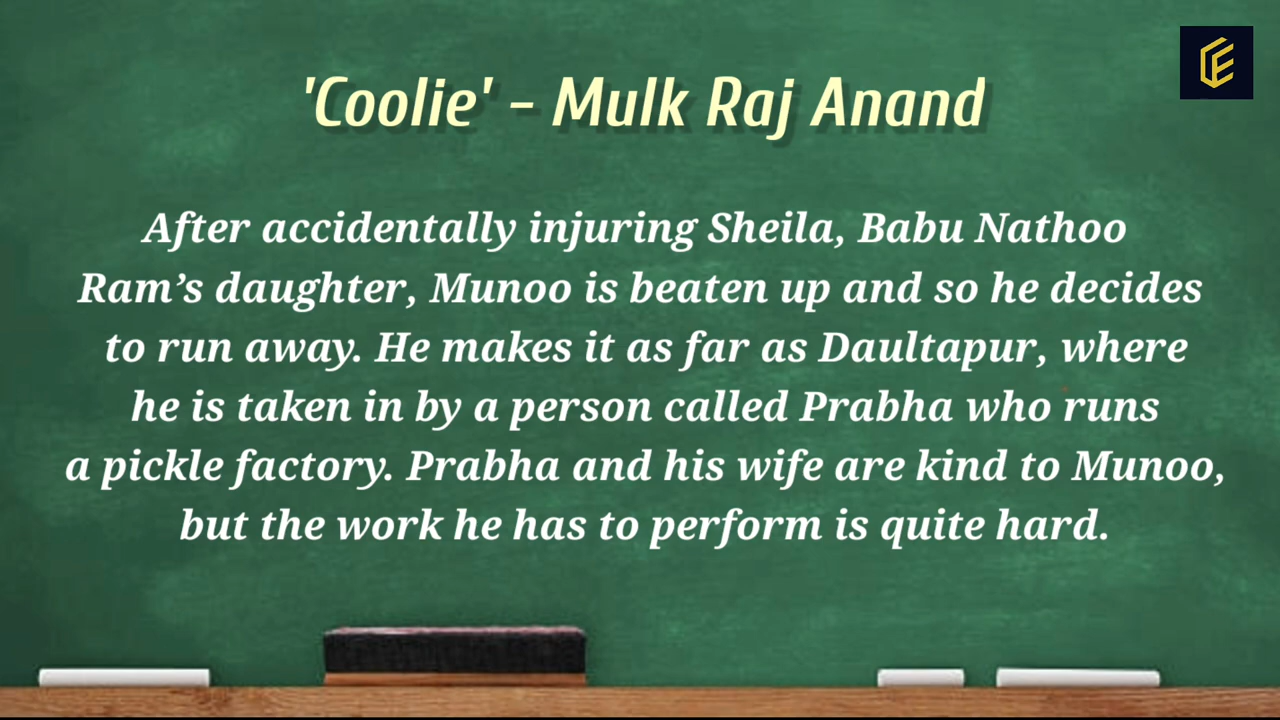 'Coolie' - Mulk Raj Anand
After accidentally injuring Sheila, Babu Nathoo
Ram’s daughter, Munoo is beaten up and so he decides
to run away. He makes it as far as Daultapur, where
he is taken in by a person called Prabha who runs
a pickle factory. Prabha and his wife are kind to Munoo,
but the work he has to perform is quite hard.